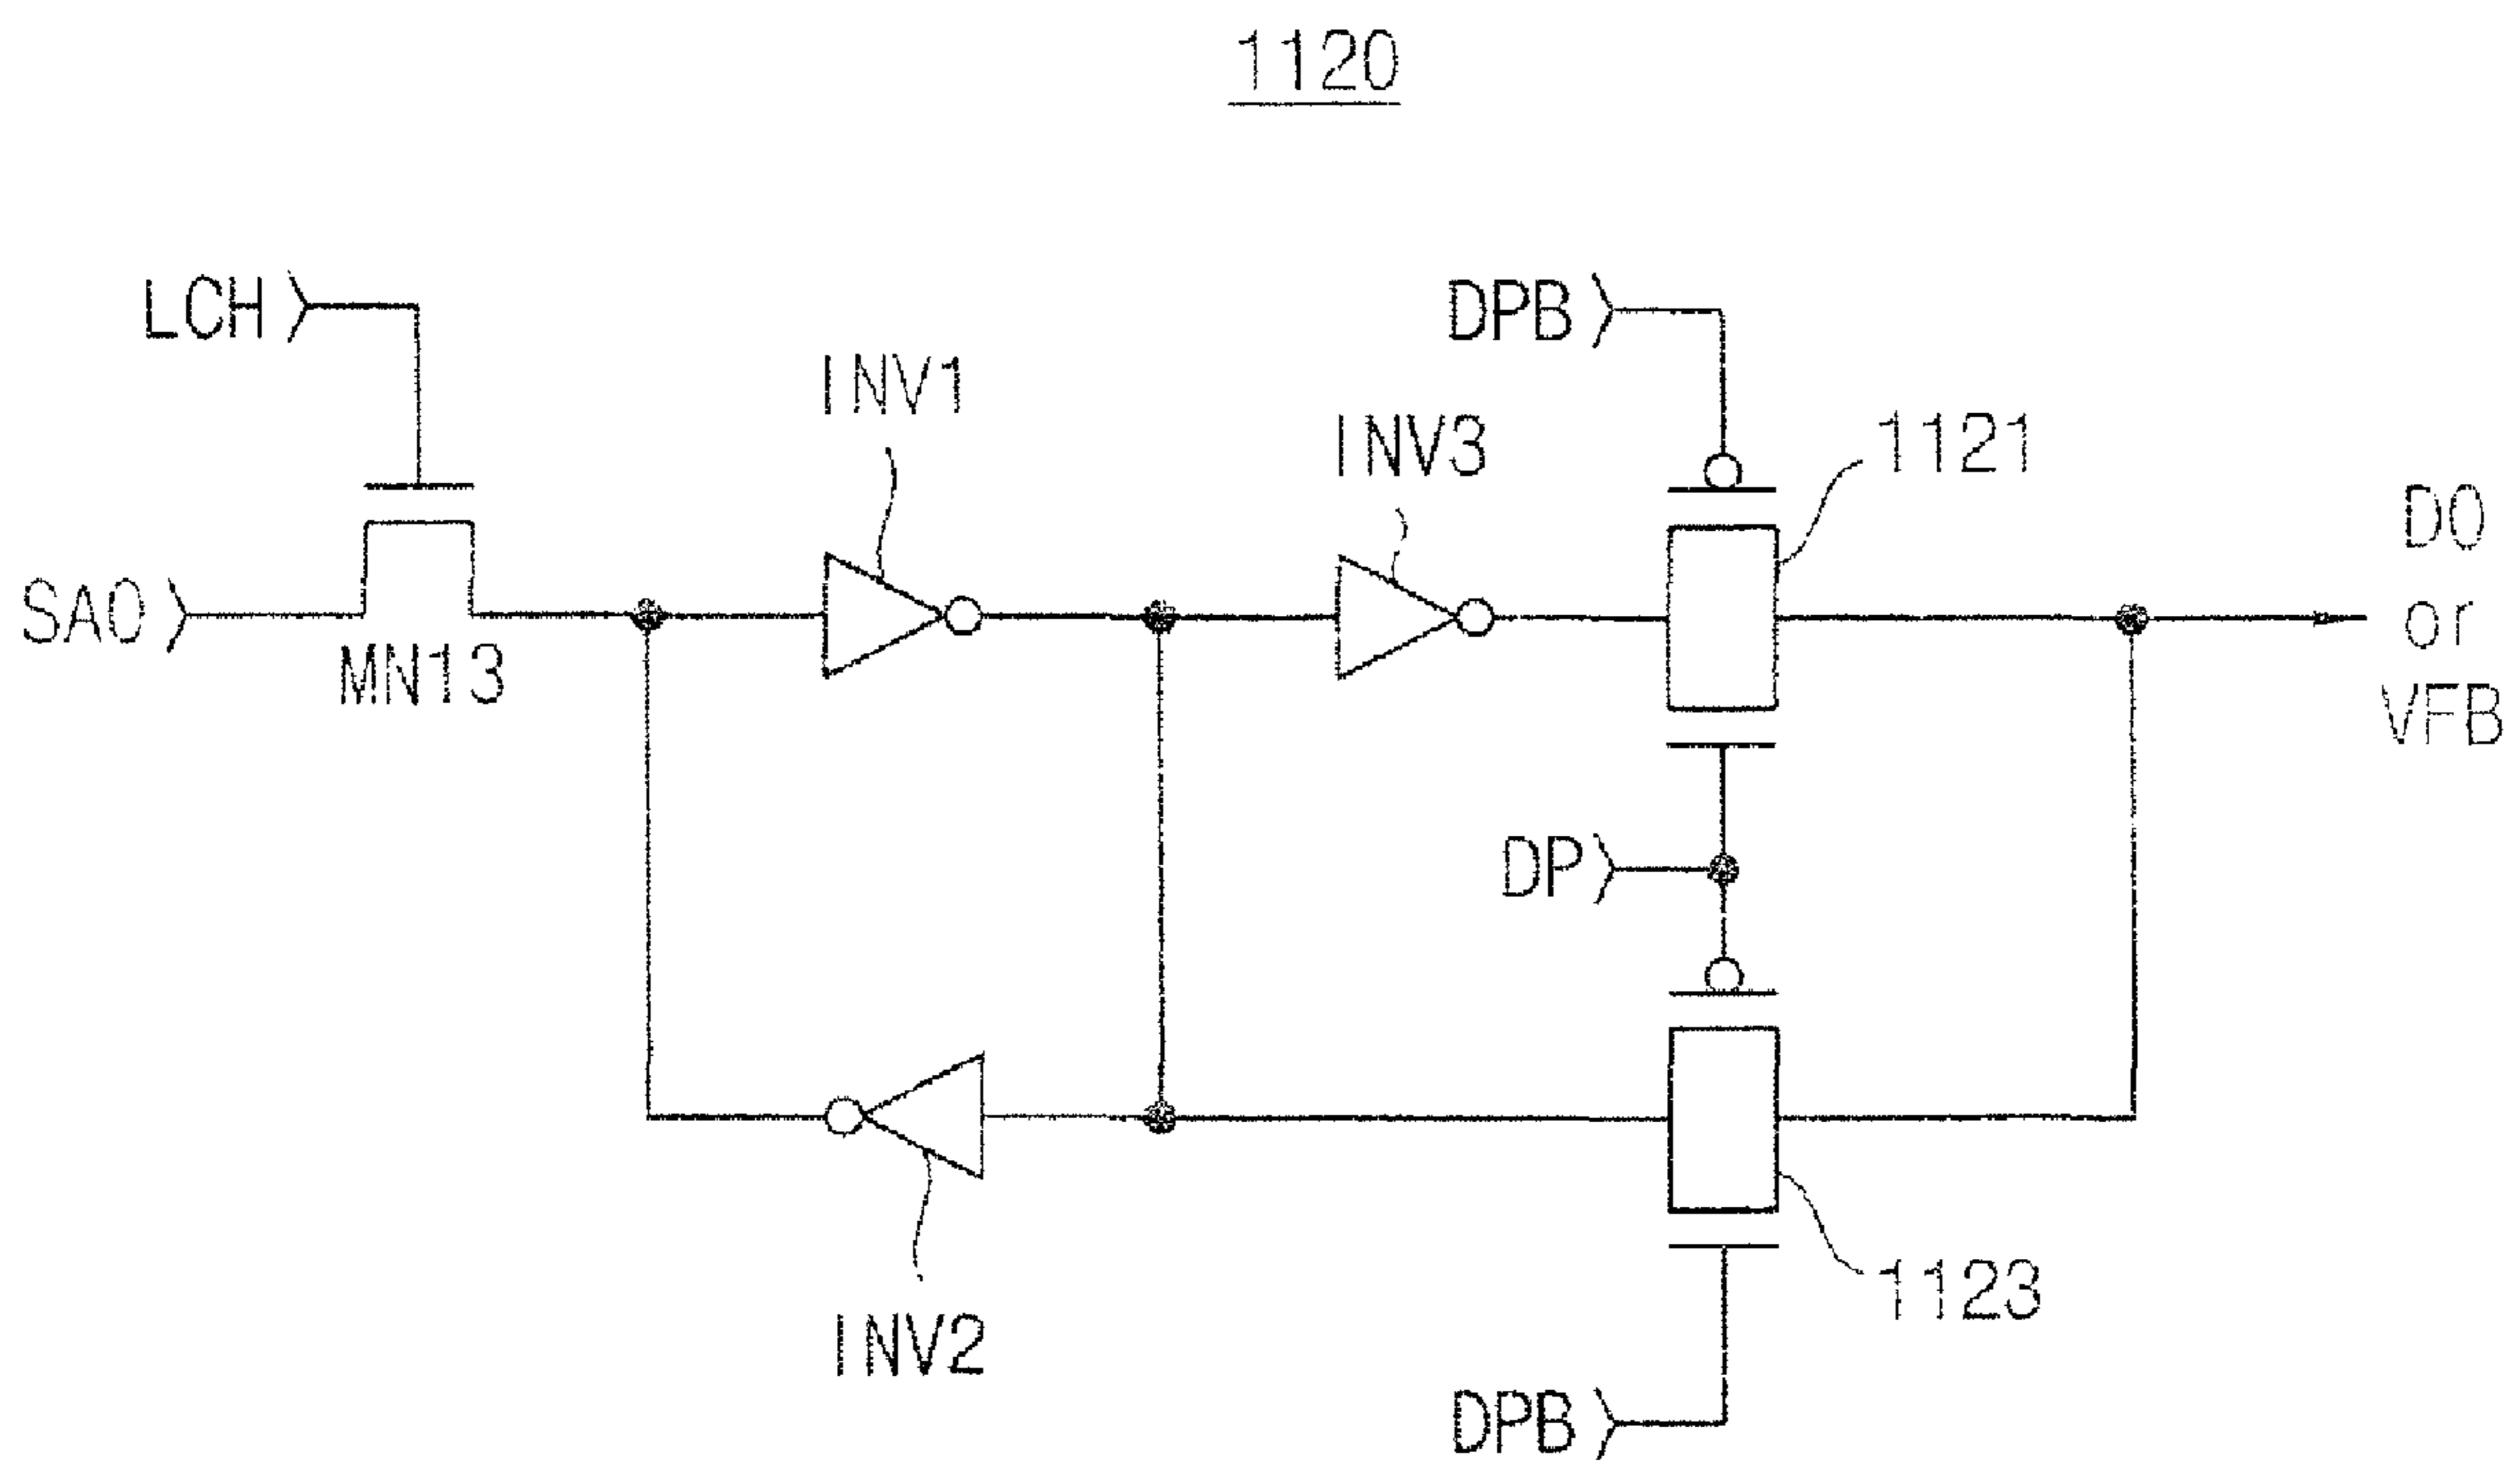 1120
LCH
DPB
INV1
INV3
1121
SAO
MN13
DO
or
VFB
DP
INV2
1123
DPB